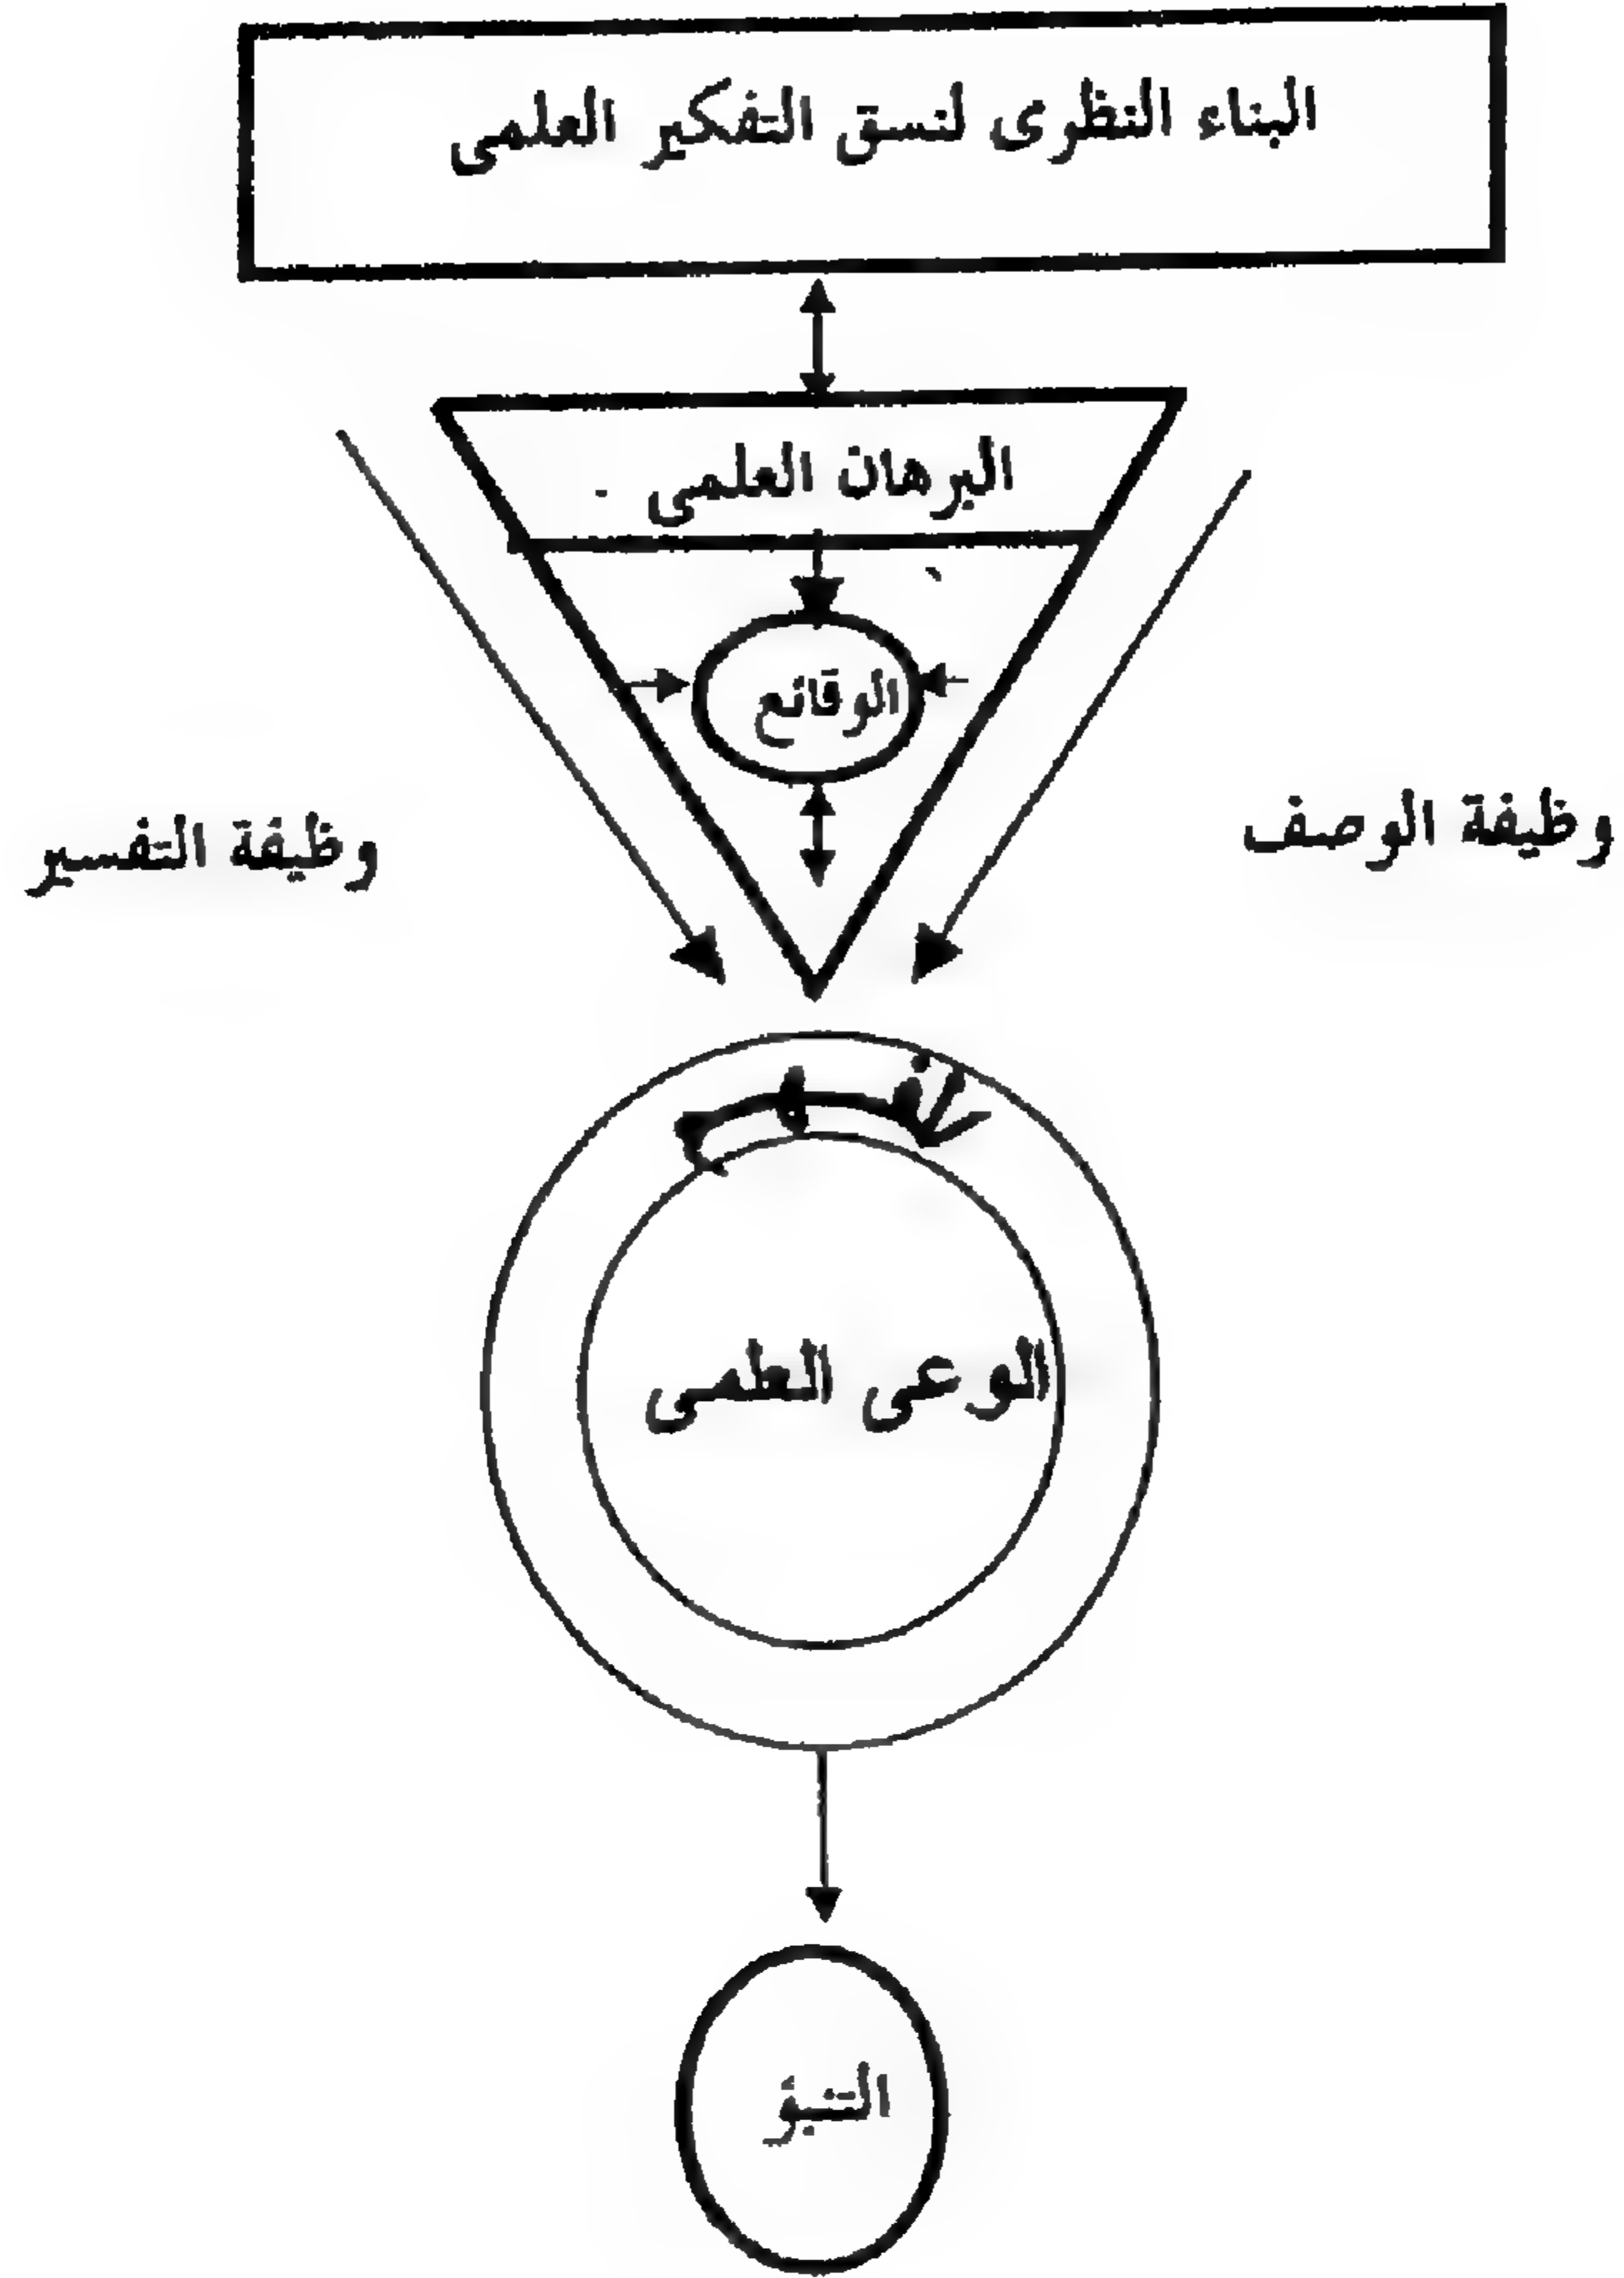 البناء النظرى لنسق التفكير العلمى
البرهان العلمى
الوقائع
وظيفة الوصف
وظيفة التفسير
الوعى العلمى
التنبؤ